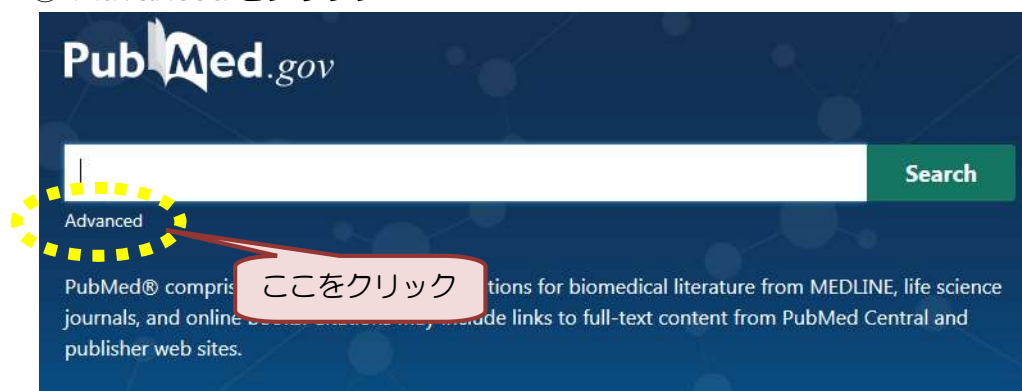 PubMed.gov
Search
Advanced
ここをクリック
PubMed® compris tions for biomedical literature from MEDLINE, life science
journals, and online include links to full-text content from PubMed Central and
publisher web sites.